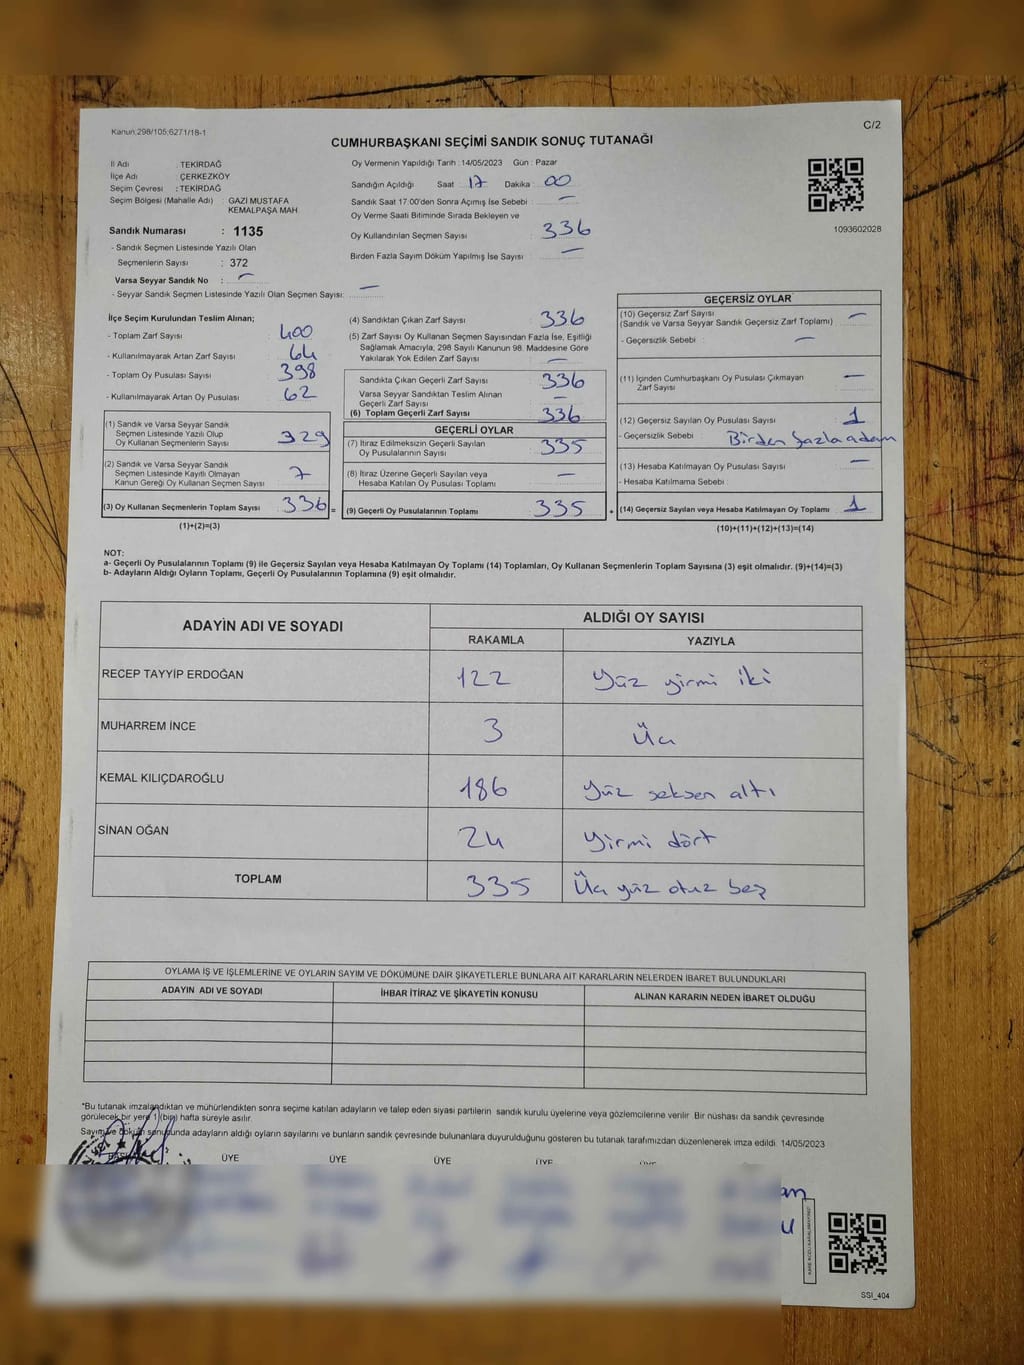 Kanun:298/105;6271/18-1
C/2
CUMHURBAŞKANI SEÇİMİ SANDIK SONUÇ TUTANAĞI
İl Adı : TEKİRDAĞ
İlçe Adı : ÇERKEZKÖY
Seçim Çevresi : TEKİRDAĞ
Seçim Bölgesi (Mahalle Adı) : GAZİ MUSTAFA
KEMALPAŞA MAH
Sandık Numarası : 1135
- Sandık Seçmen Listesinde Yazılı Olan
Seçmenlerin Sayısı : 372
Varsa Seyyar Sandık No : –
- Seyyar Sandık Seçmen Listesinde Yazılı Olan Seçmen Sayısı: –
Oy Vermenin Yapıldığı Tarih : 14/05/2023 Gün : Pazar
Sandığın Açıldığı Saat 17 Dakika : 00
Sandık Saat 17:00'den Sonra Açımış İse Sebebi : –
Oy Verme Saati Bitiminde Sırada Bekleyen ve
Oy Kullandırılan Seçmen Sayısı : 336
Birden Fazla Sayım Döküm Yapılmış İse Sayısı : –
1093602028
İlçe Seçim Kurulundan Teslim Alınan;
- Toplam Zarf Sayısı : 400
- Kullanılmayarak Artan Zarf Sayısı : 64
- Toplam Oy Pusulası Sayısı : 398
- Kullanılmayarak Artan Oy Pusulası : 62
(1) Sandık ve Varsa Seyyar Sandık
Seçmen Listesinde Yazılı Olup
Oy Kullanan Seçmenlerin Sayısı : 329
(2) Sandık ve Varsa Seyyar Sandık
Seçmen Listesinde Kayıtlı Olmayan
Kanun Gereği Oy Kullanan Seçmen Sayısı : 7
(3) Oy Kullanan Seçmenlerin Toplam Sayısı : 336 =
(1)+(2)=(3)
(4) Sandıktan Çıkan Zarf Sayısı : 336
(5) Zarf Sayısı Oy Kullanan Seçmen Sayısından Fazla İse, Eşitliği
Sağlamak Amacıyla, 298 Sayılı Kanunun 98. Maddesine Göre
Yakılarak Yok Edilen Zarf Sayısı : –
Sandıkta Çıkan Geçerli Zarf Sayısı : 336
Varsa Seyyar Sandıktan Teslim Alınan
Geçerli Zarf Sayısı : –
(6) Toplam Geçerli Zarf Sayısı : 336
GEÇERLİ OYLAR
(7) İtiraz Edilmeksizin Geçerli Sayılan
Oy Pusulalarının Sayısı : 335
(8) İtiraz Üzerine Geçerli Sayılan veya
Hesaba Katılan Oy Pusulası Toplamı : –
(9) Geçerli Oy Pusulalarının Toplamı : 335 +
GEÇERSİZ OYLAR
(10) Geçersiz Zarf Sayısı : –
(Sandık ve Varsa Seyyar Sandık Geçersiz Zarf Toplamı)
- Geçersizlik Sebebi : –
(11) İçinden Cumhurbaşkanı Oy Pusulası Çıkmayan
Zarf Sayısı : –
(12) Geçersiz Sayılan Oy Pusulası Sayısı : 1
- Geçersizlik Sebebi : Birden fazla adam
(13) Hesaba Katılmayan Oy Pusulası Sayısı : –
- Hesaba Katılmama Sebebi :
(14) Geçersiz Sayılan veya Hesaba Katılmayan Oy Toplamı : 1
(10)+(11)+(12)+(13)=(14)
NOT:
a- Geçerli Oy Pusulalarının Toplamı (9) ile Geçersiz Sayılan veya Hesaba Katılmayan Oy Toplamı (14) Toplamları, Oy Kullanan Seçmenlerin Toplam Sayısına (3) eşit olmalıdır. (9)+(14)=(3)
b- Adayların Aldığı Oyların Toplamı, Geçerli Oy Pusulalarının Toplamına (9) eşit olmalıdır.
ADAYIN ADI VE SOYADI ALDIĞI OY SAYISI
RAKAMLA YAZIYLA
RECEP TAYYİP ERDOĞAN 122 Yüz yirmi iki
MUHARREM İNCE 3 Üç
KEMAL KILIÇDAROĞLU 186 Yüz seksen altı
SİNAN OĞAN 24 Yirmi dört
TOPLAM 335 Üç yüz otuz beş
OYLAMA İŞ VE İŞLEMLERİNE VE OYLARIN SAYIM VE DÖKÜMÜNE DAİR ŞİKAYETLERLE BUNLARA AİT KARARLARIN NELERDEN İBARET BULUNDUKLARI
ADAYIN ADI VE SOYADI İHBAR İTİRAZ VE ŞİKAYETİN KONUSU ALINAN KARARIN NEDEN İBARET OLDUĞU
*Bu tutanak imzalandıktan ve mühürlendikten sonra seçime katılan adayların ve talep eden siyasi partilerin sandık kurulu üyelerine veya gözlemcilerine verilir. Bir nüshası da sandık çevresinde
görülecek bir yere 1 (bir) hafta süreyle asılır.
Sayım ve döküm sonucunda adayların aldığı oyların sayılarını ve bunların sandık çevresinde bulunanlara duyurulduğunu gösteren bu tutanak tarafımızdan düzenlenerek imza edildi. 14/05/2023
ÜYE ÜYE ÜYE ÜYE
SSİ_404